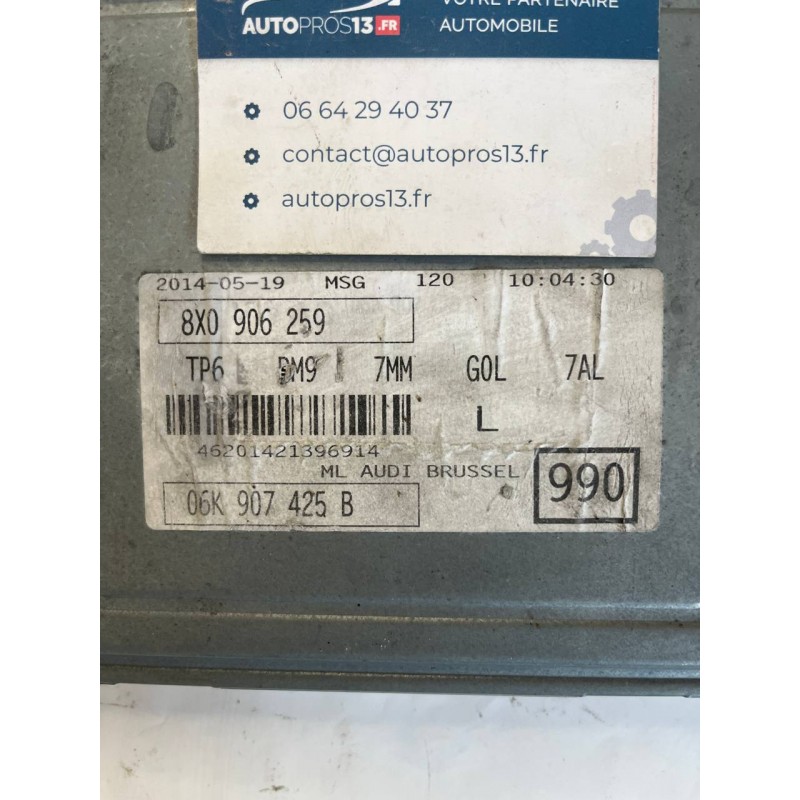 AUTOPROS13.FR
VOTRE PARTENAIRE
AUTOMOBILE
06 64 29 40 37
contact@autopros13.fr
autopros13.fr
2014-05-19 MSG 120 10:04:30
8X0 906 259
TP6 7MM G0L 7AL
L
46201421396914
ML AUDI BRUSSEL
990
06K 907 425 B